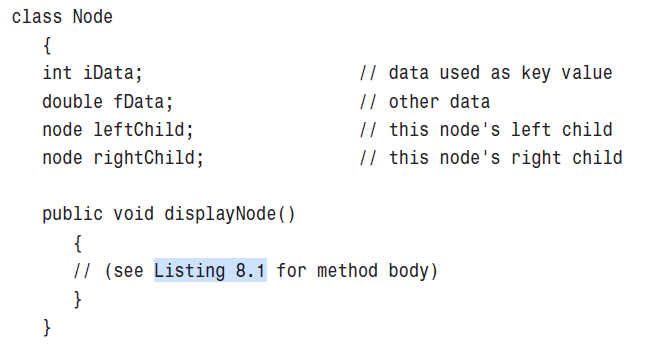 class Node
{
int iData; // data used as key value
double fData; // other data
node leftChild; // this node's left child
node rightChild; // this node's right child
public void displayNode()
{
// (see Listing 8.1 for method body)
}
}